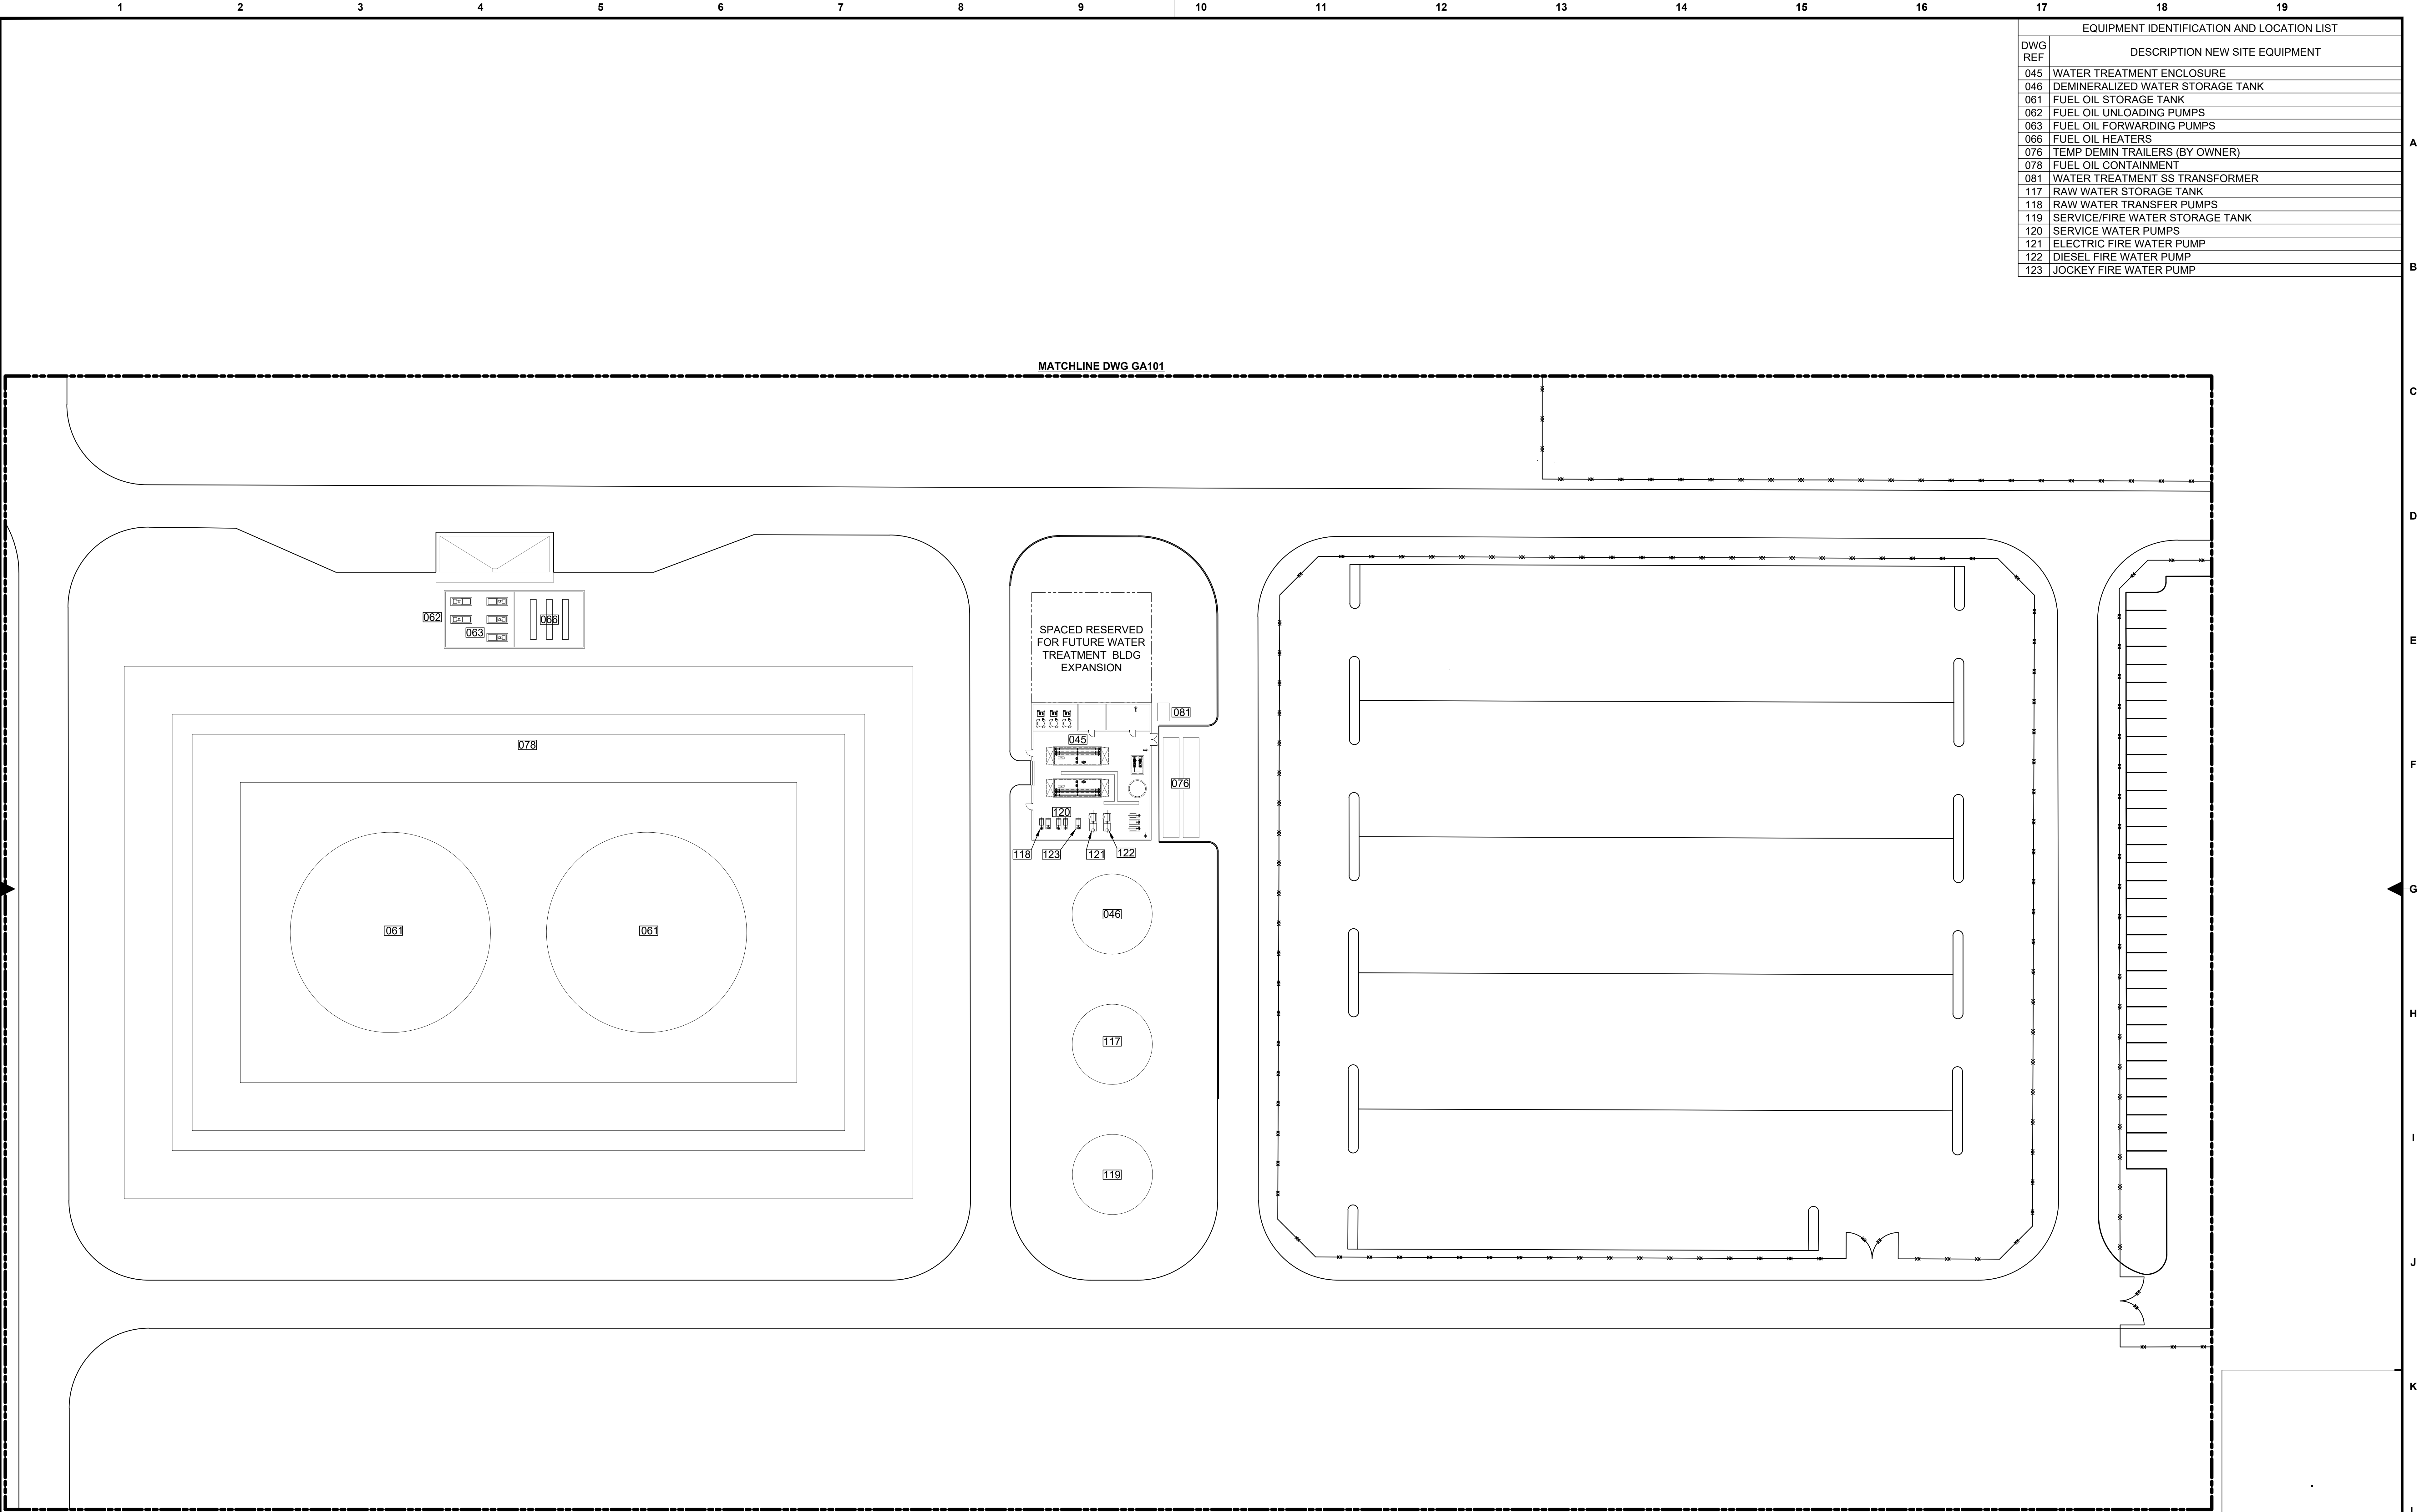 1 2 3 4 5 6 7 8 9 10 11 12 13 14 15 16 17 18 19
EQUIPMENT IDENTIFICATION AND LOCATION LIST
DWG REF DESCRIPTION NEW SITE EQUIPMENT
045 WATER TREATMENT ENCLOSURE
046 DEMINERALIZED WATER STORAGE TANK
061 FUEL OIL STORAGE TANK
062 FUEL OIL UNLOADING PUMPS
063 FUEL OIL FORWARDING PUMPS
066 FUEL OIL HEATERS
076 TEMP DEMIN TRAILERS (BY OWNER)
078 FUEL OIL CONTAINMENT
081 WATER TREATMENT SS TRANSFORMER
117 RAW WATER STORAGE TANK
118 RAW WATER TRANSFER PUMPS
119 SERVICE/FIRE WATER STORAGE TANK
120 SERVICE WATER PUMPS
121 ELECTRIC FIRE WATER PUMP
122 DIESEL FIRE WATER PUMP
123 JOCKEY FIRE WATER PUMP
A
B
MATCHLINE DWG GA101
C
D
062
063
066
SPACED RESERVED
FOR FUTURE WATER
TREATMENT BLDG
EXPANSION
E
081
045
078
076
F
120
118 123 121 122
G
046
061 061
H
117
I
119
J
K
L